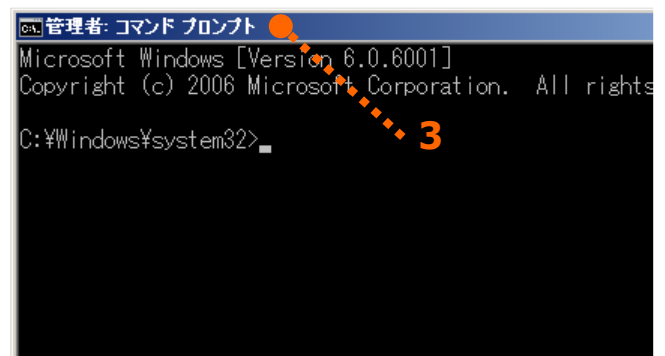 管理者: コマンド プロンプト
Microsoft Windows [Version 6.0.6001]
Copyright (c) 2006 Microsoft Corporation.  All rights
C:¥Windows¥system32>_
3